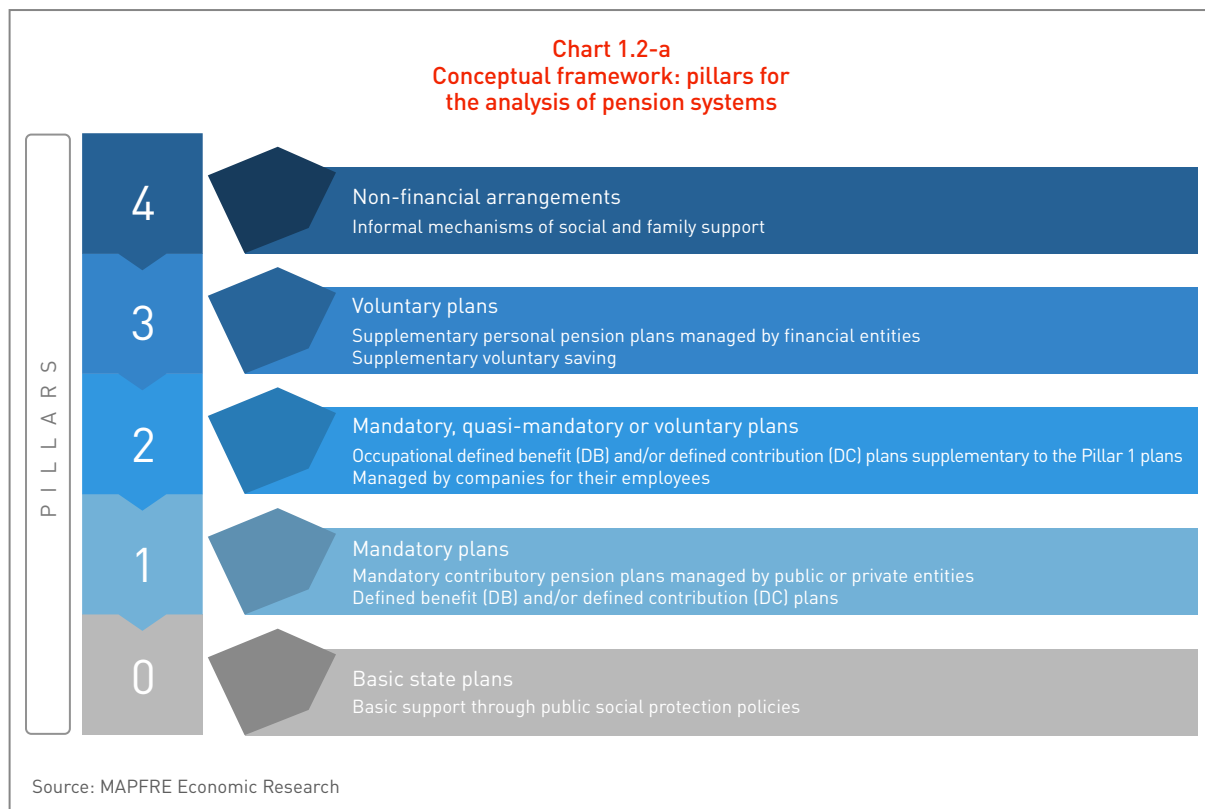 Chart 1.2-a
Conceptual framework: pillars for
the analysis of pension systems
PILLARS
4
Non-financial arrangements
Informal mechanisms of social and family support
3
Voluntary plans
Supplementary personal pension plans managed by financial entities
Supplementary voluntary saving
2
Mandatory, quasi-mandatory or voluntary plans
Occupational defined benefit (DB) and/or defined contribution (DC) plans supplementary to the Pillar 1 plans
Managed by companies for their employees
1
Mandatory plans
Mandatory contributory pension plans managed by public or private entities
Defined benefit (DB) and/or defined contribution (DC) plans
0
Basic state plans
Basic support through public social protection policies
Source: MAPFRE Economic Research